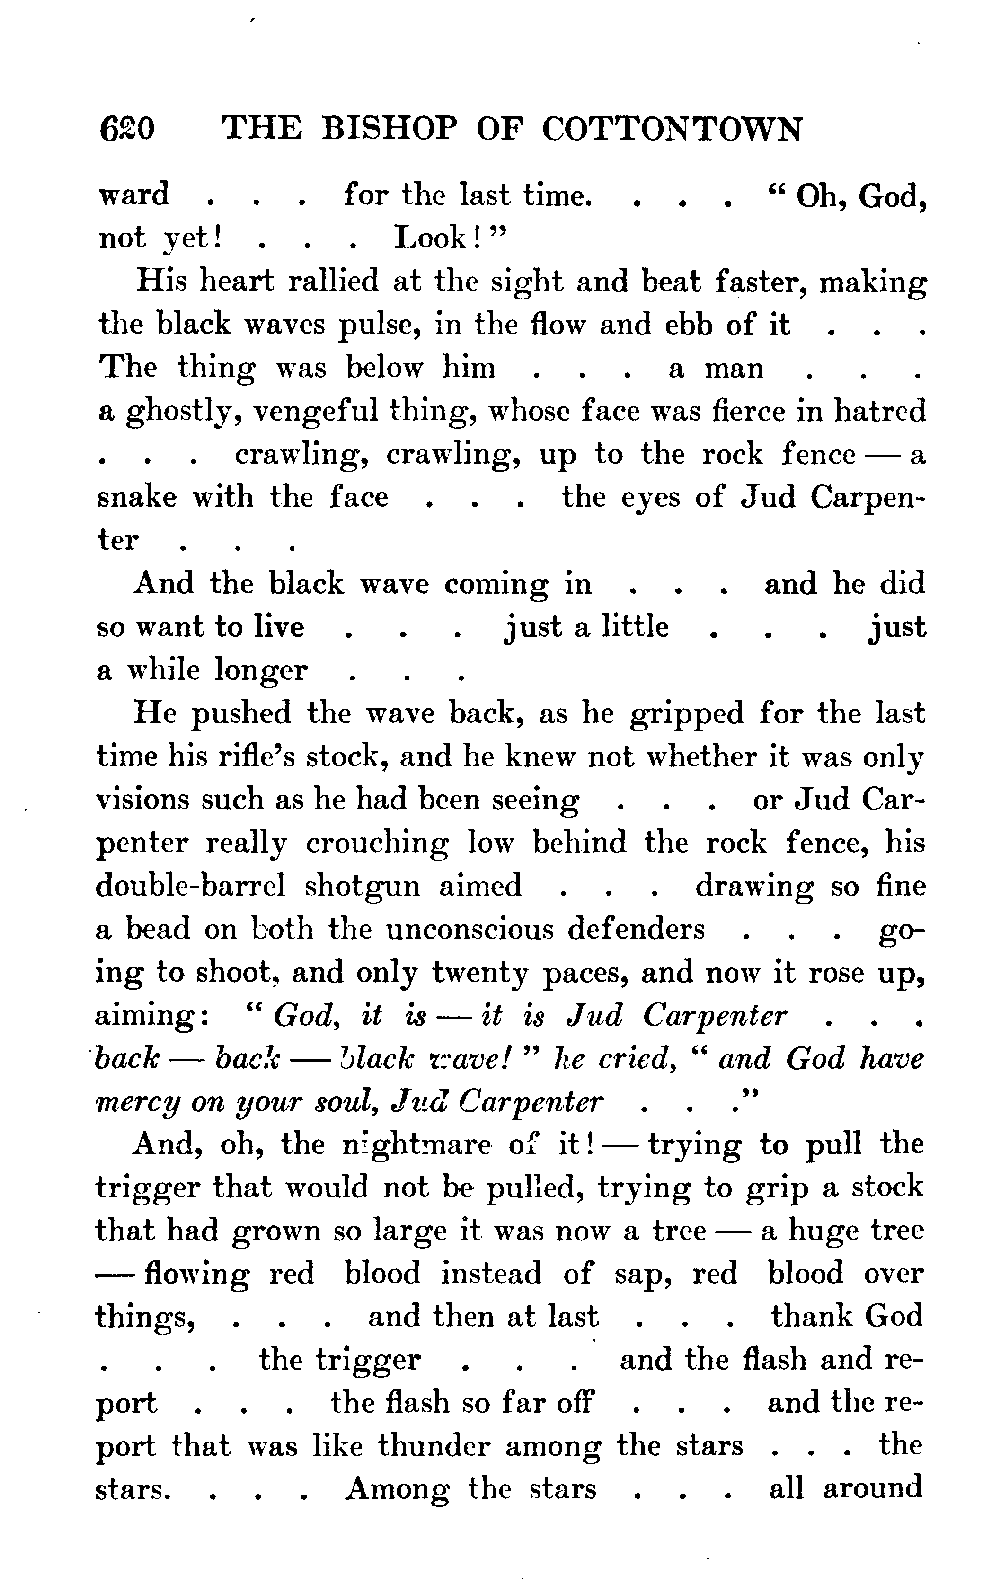 620 THE BISHOP OF COTTONTOWN
ward . . . for the last time. . . . “ Oh, God,
not yet! . . . Look! ”
His heart rallied at the sight and beat faster, making
the black waves pulse, in the flow and ebb of it . . .
The thing was below him . . . a man . . .
a ghostly, vengeful thing, whose face was fierce in hatred
. . . crawling, crawling, up to the rock fence — a
snake with the face . . . the eyes of Jud Carpen-
ter . . .
And the black wave coming in . . . and he did
so want to live . . . just a little . . . just
a while longer . . .
He pushed the wave back, as he gripped for the last
time his rifle’s stock, and he knew not whether it was only
visions such as he had been seeing . . . or Jud Car-
penter really crouching low behind the rock fence, his
double-barrel shotgun aimed . . . drawing so fine
a bead on both the unconscious defenders . . . go-
ing to shoot, and only twenty paces, and now it rose up,
aiming: “ God, it is — it is Jud Carpenter . . .
back — back — black wave! ” he cried, “ and God have
mercy on your soul, Jud Carpenter . . .”
And, oh, the nightmare of it! — trying to pull the
trigger that would not be pulled, trying to grip a stock
that had grown so large it was now a tree — a huge tree
— flowing red blood instead of sap, red blood over
things, . . . and then at last . . . thank God
. . . the trigger . . . and the flash and re-
port . . . the flash so far off . . . and the re-
port that was like thunder among the stars . . . the
stars. . . . Among the stars . . . all around